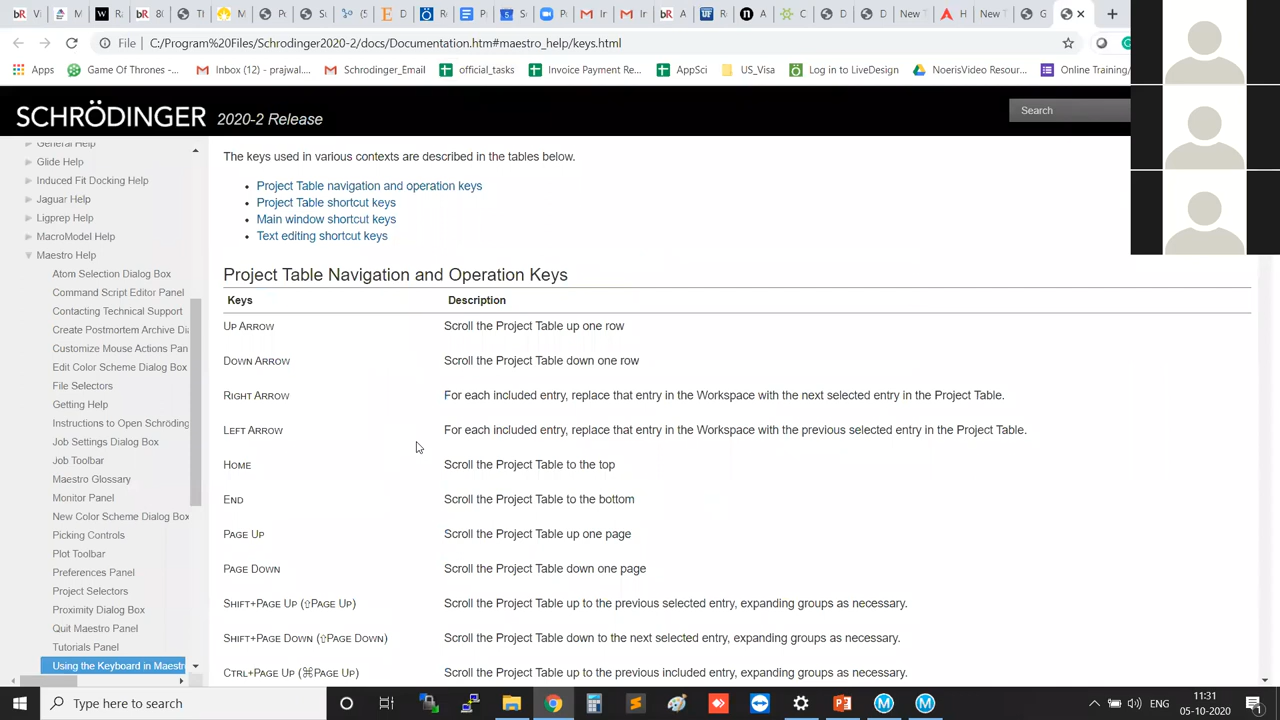 File | C:/Program%20Files/Schrodinger2020-2/docs/Documentation.htm#maestro_help/keys.html
Apps Game Of Thrones -... Inbox (12) - prajwal.... Schrodinger_Email official_tasks Invoice Payment Re... AppSci US_Visa Log in to LiveDesign NoerisVideo Resour... Online Training/
SCHRÖDINGER 2020-2 Release
Search
General Help
Glide Help
Induced Fit Docking Help
Jaguar Help
Ligprep Help
MacroModel Help
Maestro Help
Atom Selection Dialog Box
Command Script Editor Panel
Contacting Technical Support
Create Postmortem Archive Di
Customize Mouse Actions Pan
Edit Color Scheme Dialog Box
File Selectors
Getting Help
Instructions to Open Schröding
Job Settings Dialog Box
Job Toolbar
Maestro Glossary
Monitor Panel
New Color Scheme Dialog Box
Picking Controls
Plot Toolbar
Preferences Panel
Project Selectors
Proximity Dialog Box
Quit Maestro Panel
Tutorials Panel
Using the Keyboard in Maestr
The keys used in various contexts are described in the tables below.
• Project Table navigation and operation keys
• Project Table shortcut keys
• Main window shortcut keys
• Text editing shortcut keys
Project Table Navigation and Operation Keys
Keys Description
UP ARROW Scroll the Project Table up one row
DOWN ARROW Scroll the Project Table down one row
RIGHT ARROW For each included entry, replace that entry in the Workspace with the next selected entry in the Project Table.
LEFT ARROW For each included entry, replace that entry in the Workspace with the previous selected entry in the Project Table.
HOME Scroll the Project Table to the top
END Scroll the Project Table to the bottom
PAGE UP Scroll the Project Table up one page
PAGE DOWN Scroll the Project Table down one page
SHIFT+PAGE UP (⇧PAGE UP) Scroll the Project Table up to the previous selected entry, expanding groups as necessary.
SHIFT+PAGE DOWN (⇧PAGE DOWN) Scroll the Project Table down to the next selected entry, expanding groups as necessary.
CTRL+PAGE UP (⌘PAGE UP) Scroll the Project Table up to the previous included entry, expanding groups as necessary.
Type here to search
ENG
11:31
05-10-2020